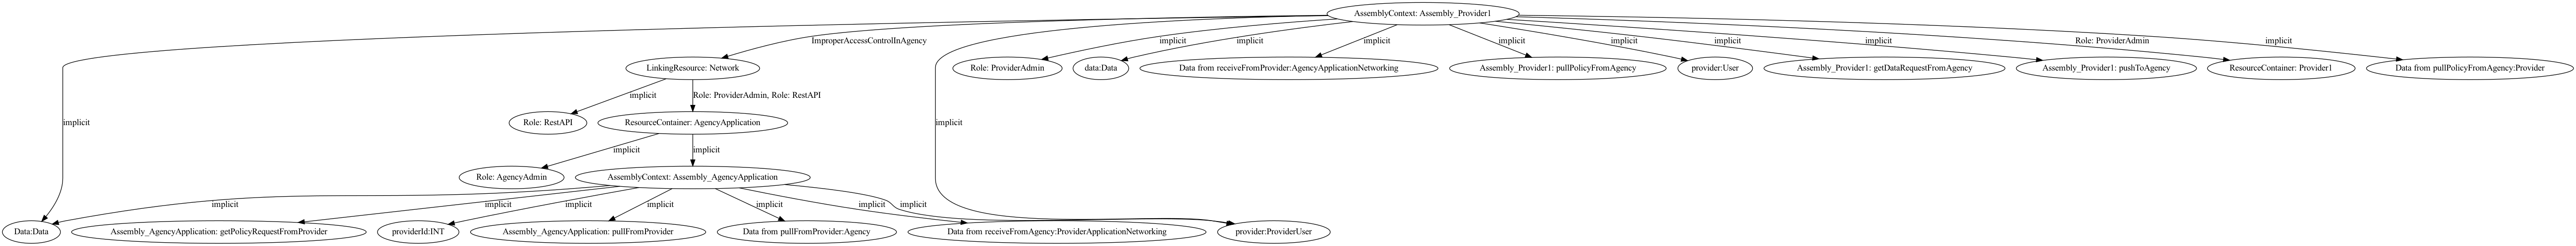 AssemblyContext: Assembly_Provider1
ImproperAccessControlInAgency
implicit
implicit
implicit
implicit
implicit
implicit
implicit
Role: ProviderAdmin
implicit
LinkingResource: Network
Role: ProviderAdmin
data:Data
Data from receiveFromProvider:AgencyApplicationNetworking
Assembly_Provider1: pullPolicyFromAgency
provider:User
Assembly_Provider1: getDataRequestFromAgency
Assembly_Provider1: pushToAgency
ResourceContainer: Provider1
Data from pullPolicyFromAgency:Provider
implicit
Role: ProviderAdmin, Role: RestAPI
implicit
Role: RestAPI
ResourceContainer: AgencyApplication
implicit
implicit
implicit
Role: AgencyAdmin
AssemblyContext: Assembly_AgencyApplication
implicit
implicit
implicit
implicit
implicit
implicit
implicit
Data:Data
Assembly_AgencyApplication: getPolicyRequestFromProvider
providerId:INT
Assembly_AgencyApplication: pullFromProvider
Data from pullFromProvider:Agency
Data from receiveFromAgency:ProviderApplicationNetworking
provider:ProviderUser